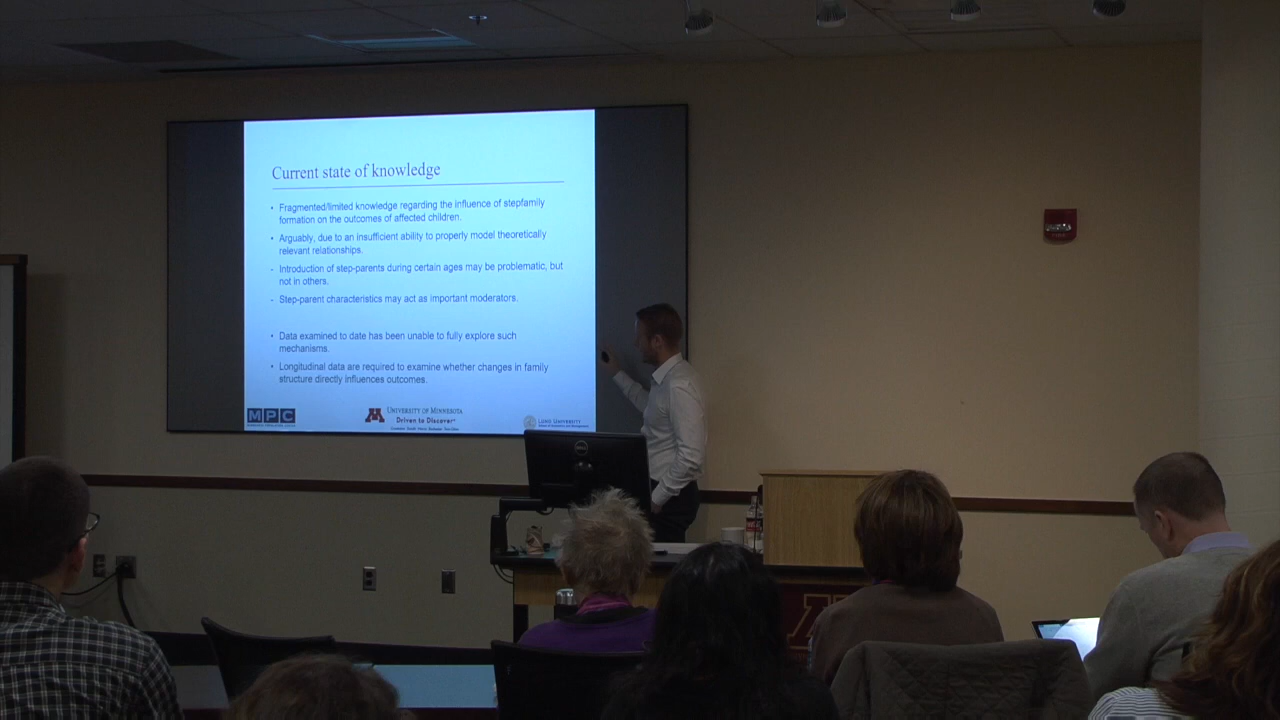 Current state of knowledge
• Fragmented/limited knowledge regarding the influence of stepfamily
formation on the outcomes of affected children.
• Arguably, due to an insufficient ability to properly model theoretically
relevant relationships.
- Introduction of step-parents during certain ages may be problematic, but
not in others.
- Step-parent characteristics may act as important moderators.
• Data examined to date has been unable to fully explore such
mechanisms.
• Longitudinal data are required to examine whether changes in family
structure directly influences outcomes.
MPC
UNIVERSITY OF MINNESOTA
Driven to Discover
LUND UNIVERSITY
DELL